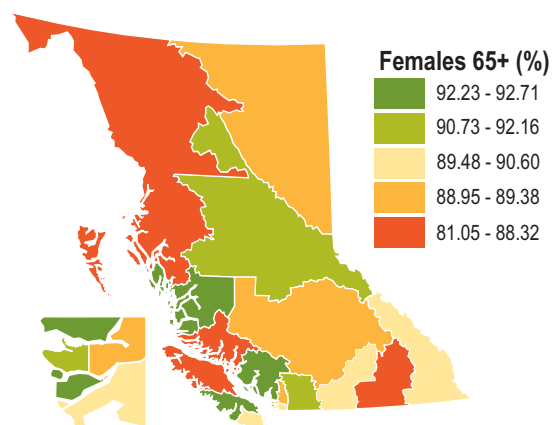 Females 65+ (%)
92.23 - 92.71
90.73 - 92.16
89.48 - 90.60
88.95 - 89.38
81.05 - 88.32